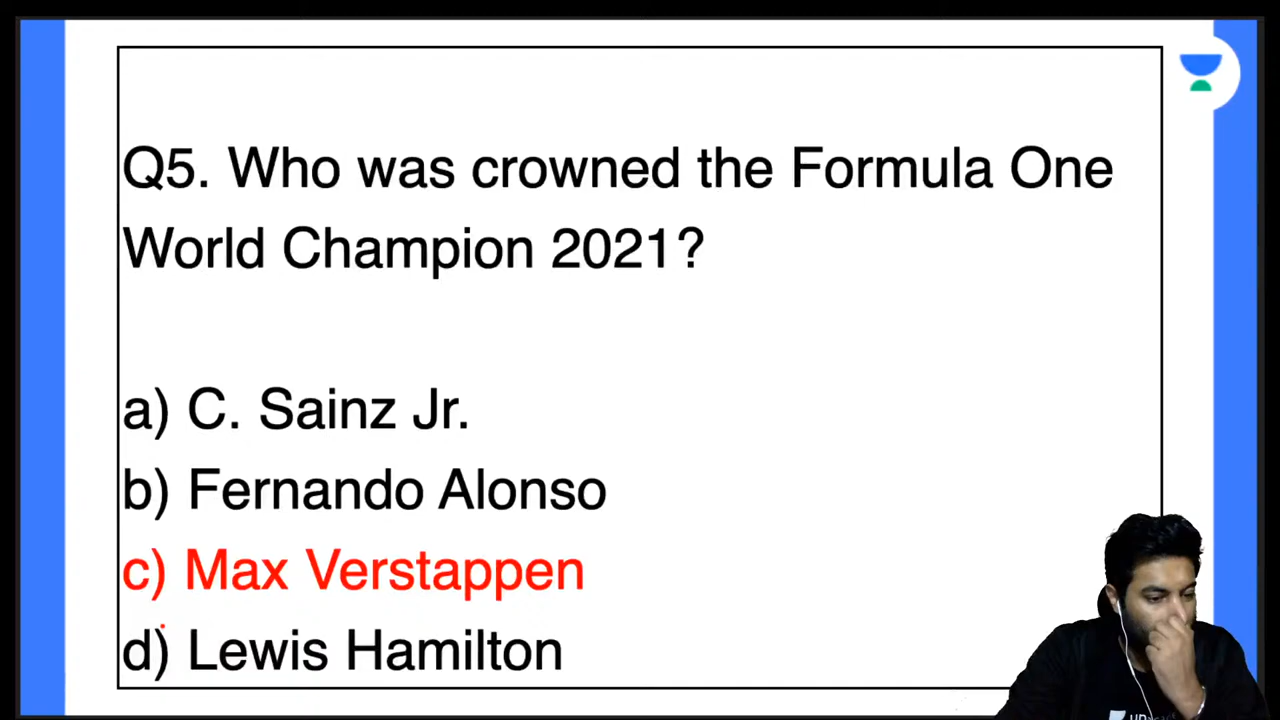 Q5. Who was crowned the Formula One
World Champion 2021?
a) C. Sainz Jr.
b) Fernando Alonso
c) Max Verstappen
d) Lewis Hamilton